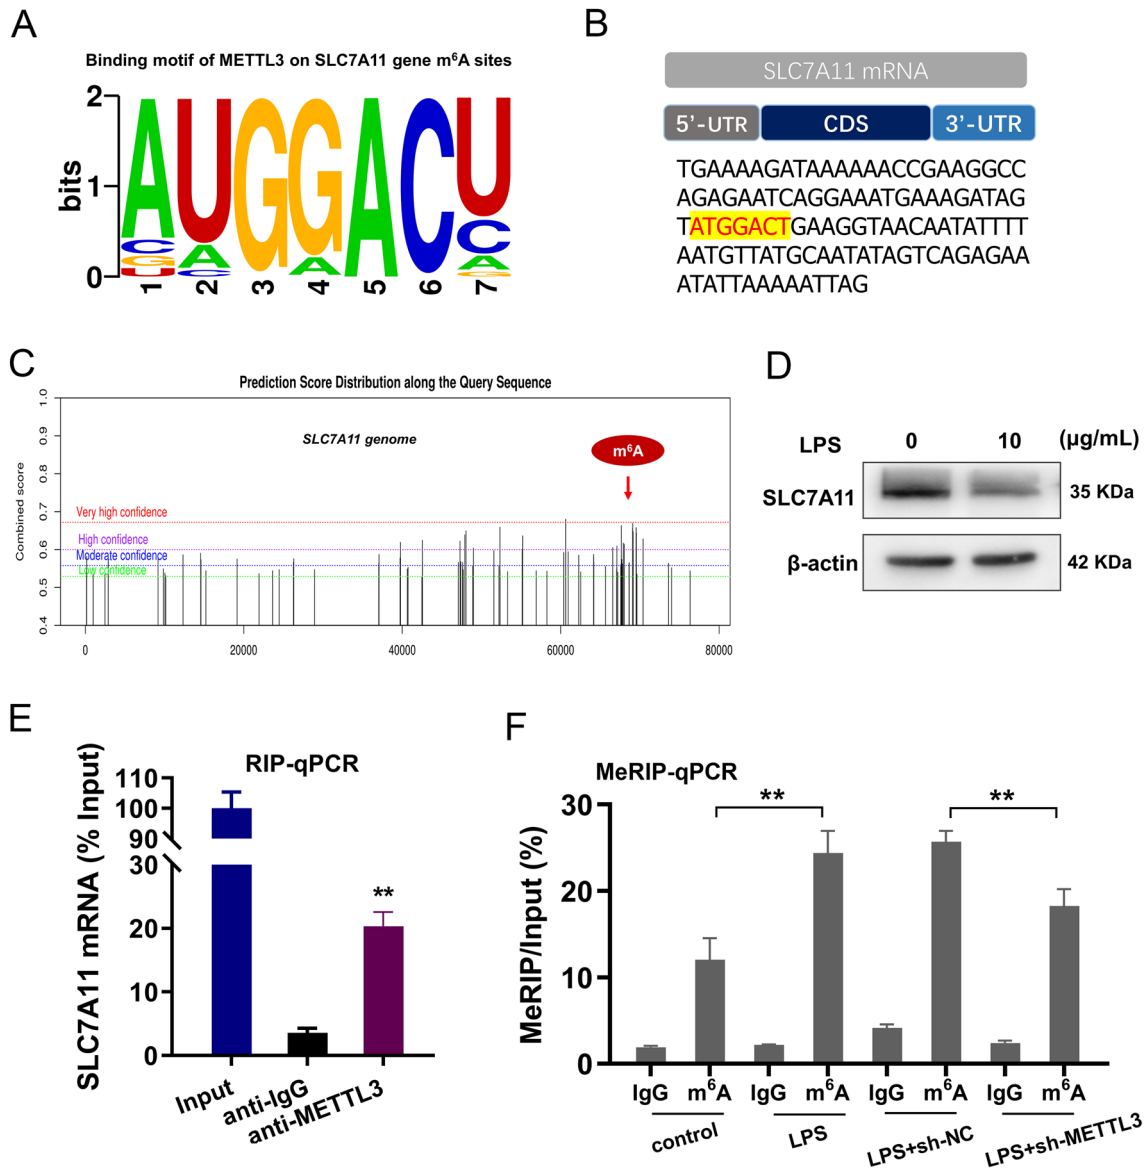 A
Binding motif of METTL3 on SLC7A11 gene m⁶A sites
bits
2
1
0
A U G G A C U
C A A C
G C A
U G
1 2 3 4 5 6 7
B
SLC7A11 mRNA
5’-UTR CDS 3’-UTR
TGAAAAGATAAAAAACCGAAGGCC
AGAGAATCAGGAAATGAAAGATAG
TATGGACTGAAGGTAACAATATTTT
AATGTTATGCAATATAGTCAGAGAA
ATATTAAAAATTAG
C
Prediction Score Distribution along the Query Sequence
SLC7A11 genome
m⁶A
Combined score
1.0
0.9
0.8
0.7
0.6
0.5
0.4
Very high confidence
High confidence
Moderate confidence
Low confidence
0 20000 40000 60000 80000
D
LPS 0 10 (μg/mL)
SLC7A11 35 KDa
β-actin 42 KDa
E
RIP-qPCR
SLC7A11 mRNA (% Input)
110
100
90
30
20
10
0
**
Input
anti-IgG
anti-METTL3
F
MeRIP-qPCR
MeRIP/Input (%)
30
20
10
0
** **
IgG m⁶A IgG m⁶A IgG m⁶A IgG m⁶A
control LPS LPS+sh-NC LPS+sh-METTL3